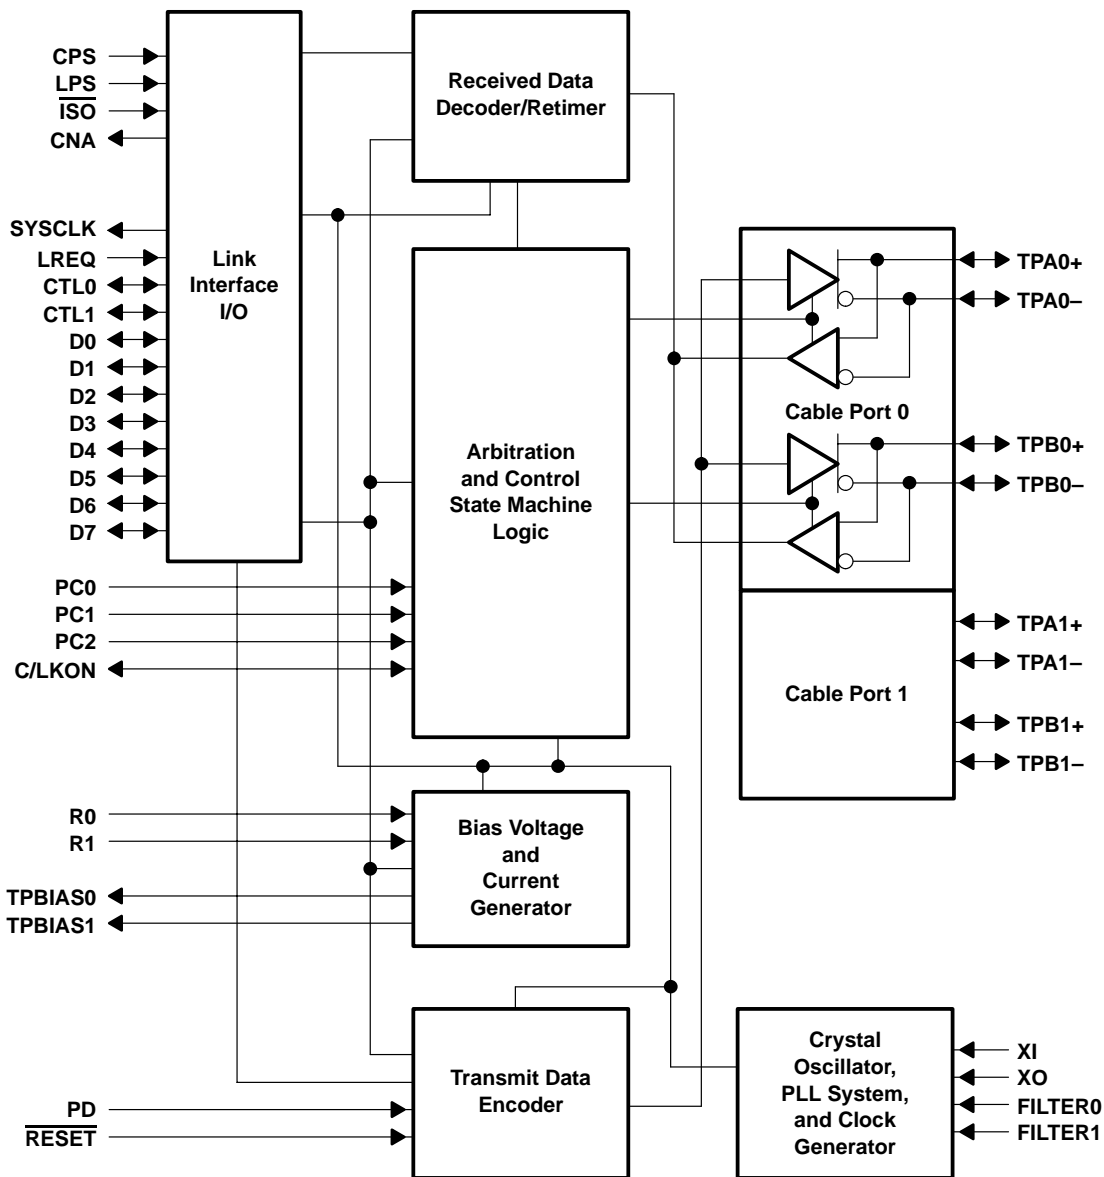 CPS
LPS
ISO
CNA
SYSCLK
LREQ
CTL0
CTL1
D0
D1
D2
D3
D4
D5
D6
D7
Link
Interface
I/O
Received Data
Decoder/Retimer
Arbitration
and Control
State Machine
Logic
PC0
PC1
PC2
C/LKON
Cable Port 0
TPA0+
TPA0–
TPB0+
TPB0–
Cable Port 1
TPA1+
TPA1–
TPB1+
TPB1–
R0
R1
TPBIAS0
TPBIAS1
Bias Voltage
and
Current
Generator
PD
RESET
Transmit Data
Encoder
Crystal
Oscillator,
PLL System,
and Clock
Generator
XI
XO
FILTER0
FILTER1